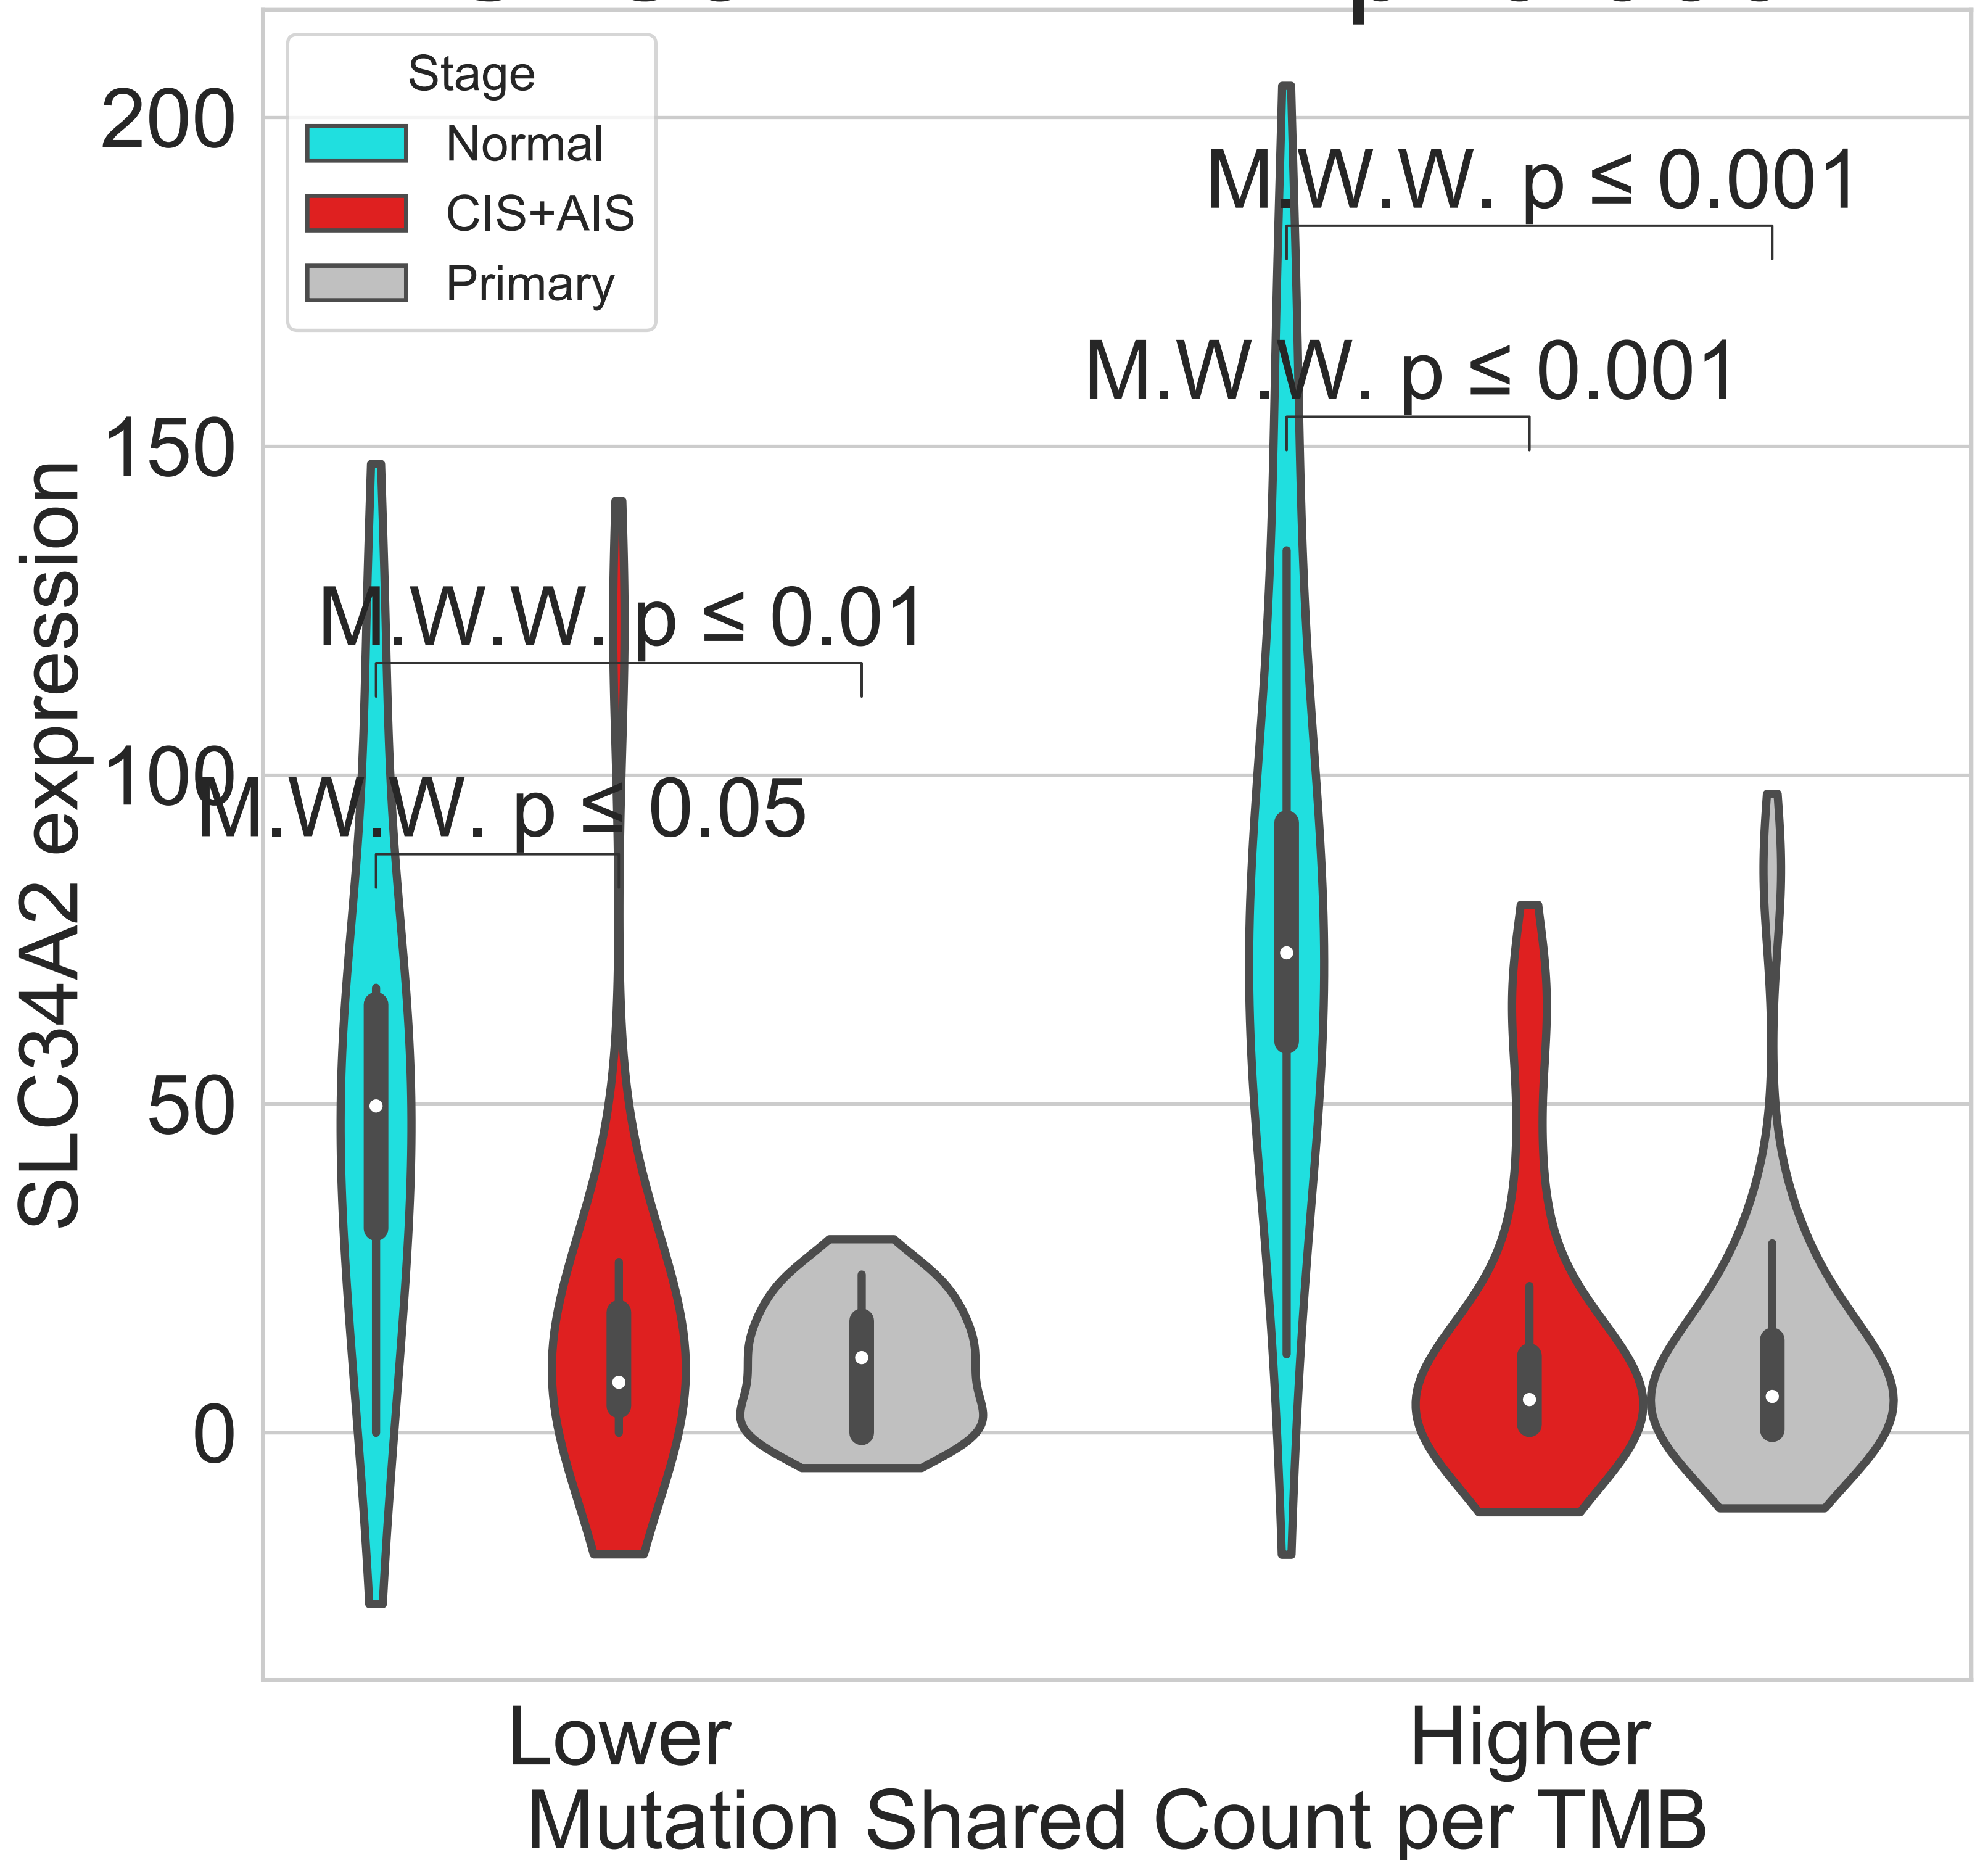 Stage
Normal
CIS+AIS
Primary
SLC34A2 expression
200
150
100
50
0
M.W.W. p ≤ 0.001
M.W.W. p ≤ 0.001
M.W.W. p ≤ 0.01
M.W.W. p ≤ 0.05
Lower
Higher
Mutation Shared Count per TMB